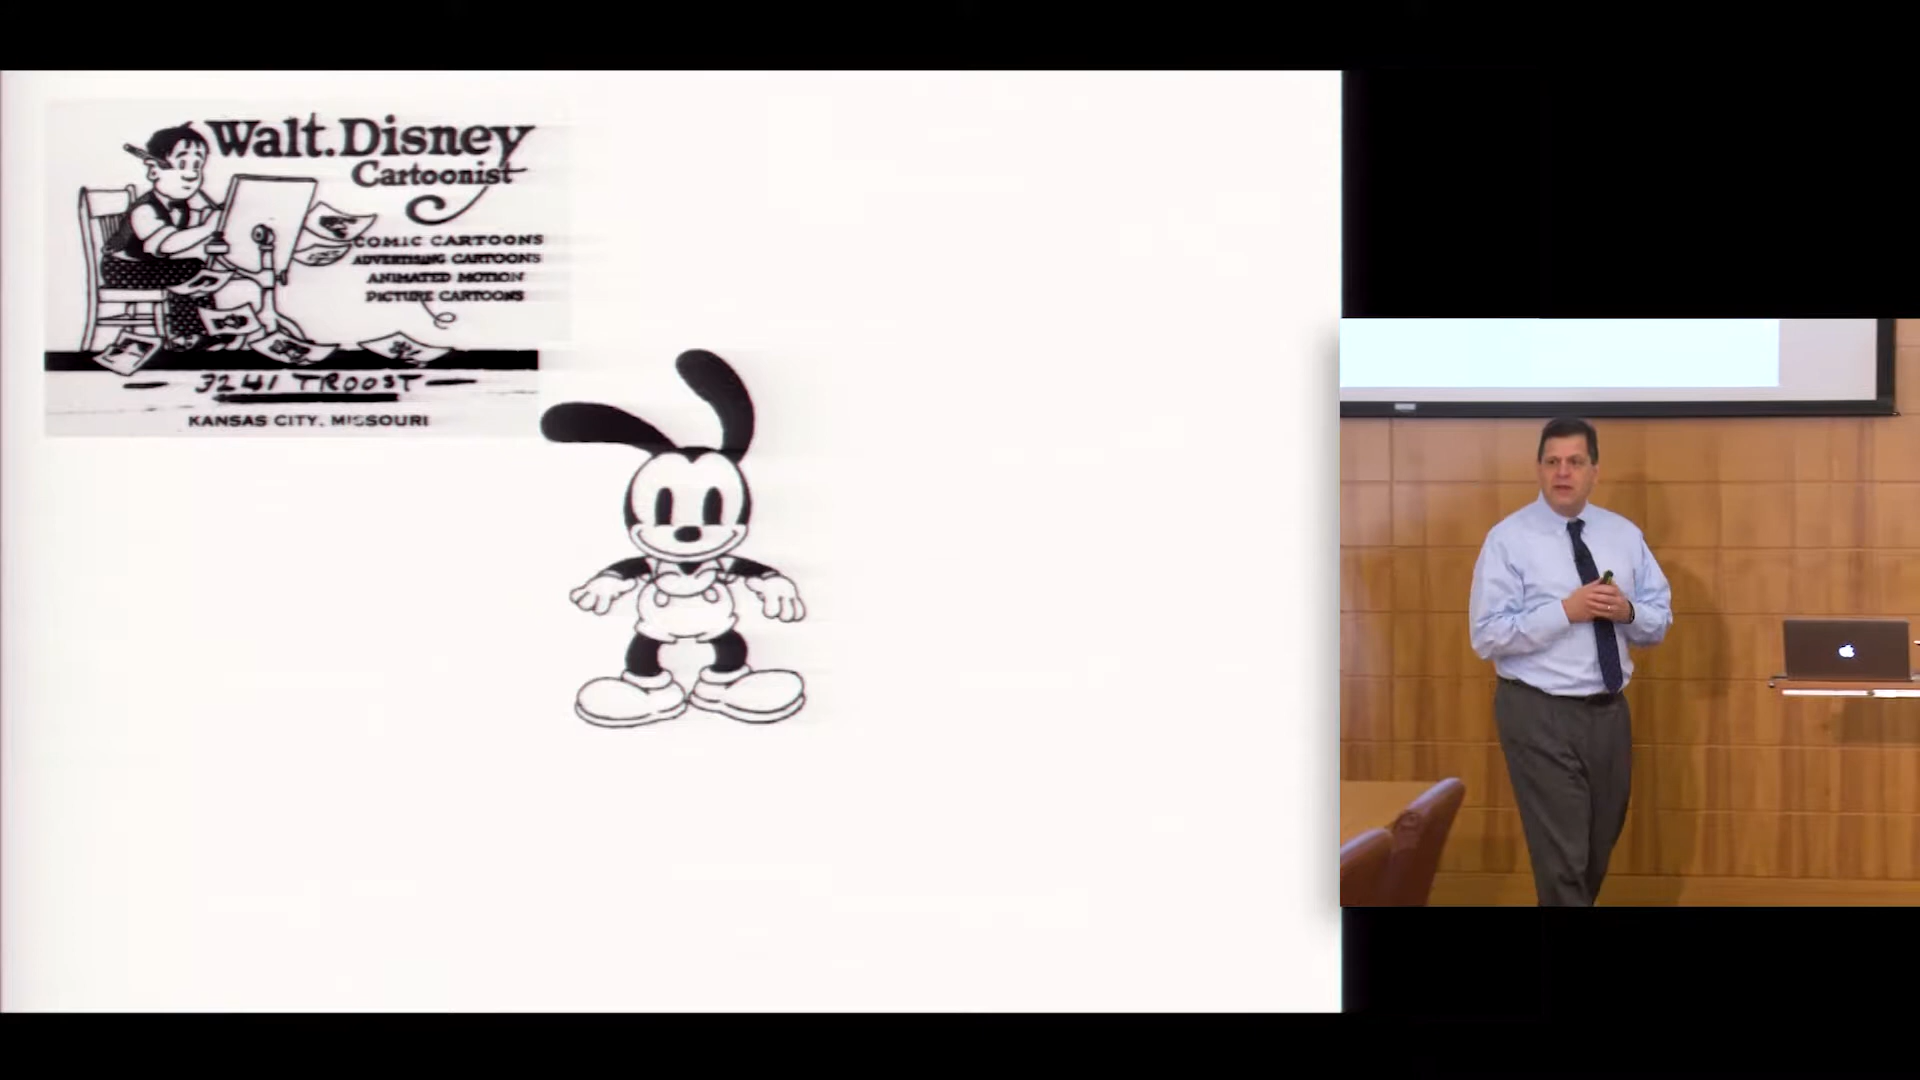 Walt. Disney
Cartoonist
COMIC CARTOONS
ADVERTISING CARTOONS
ANIMATED MOTION
PICTURE CARTOONS
3241 TROOST
KANSAS CITY, MISSOURI